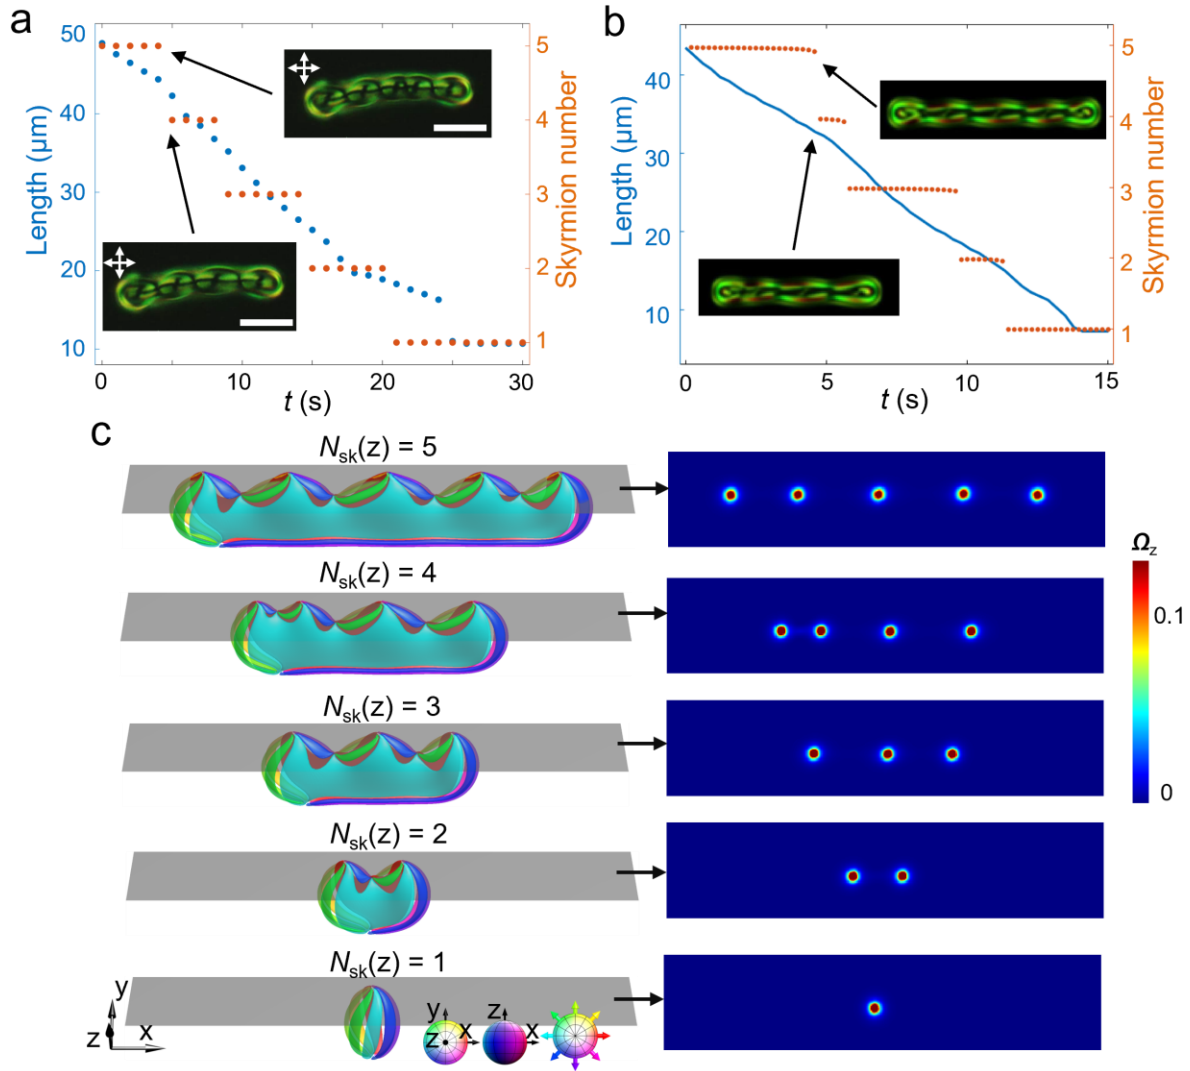 a
50
40
30
20
10
Length (μm)
0
10
20
30
t (s)
5
4
3
2
1
Skyrmion number
b
40
30
20
10
Length (μm)
0
5
10
15
t (s)
5
4
3
2
1
Skyrmion number
c
Nsk(z) = 5
Nsk(z) = 4
Nsk(z) = 3
Nsk(z) = 2
Nsk(z) = 1
Ωz
0.1
0
y
z
x
y
z
x
z
x